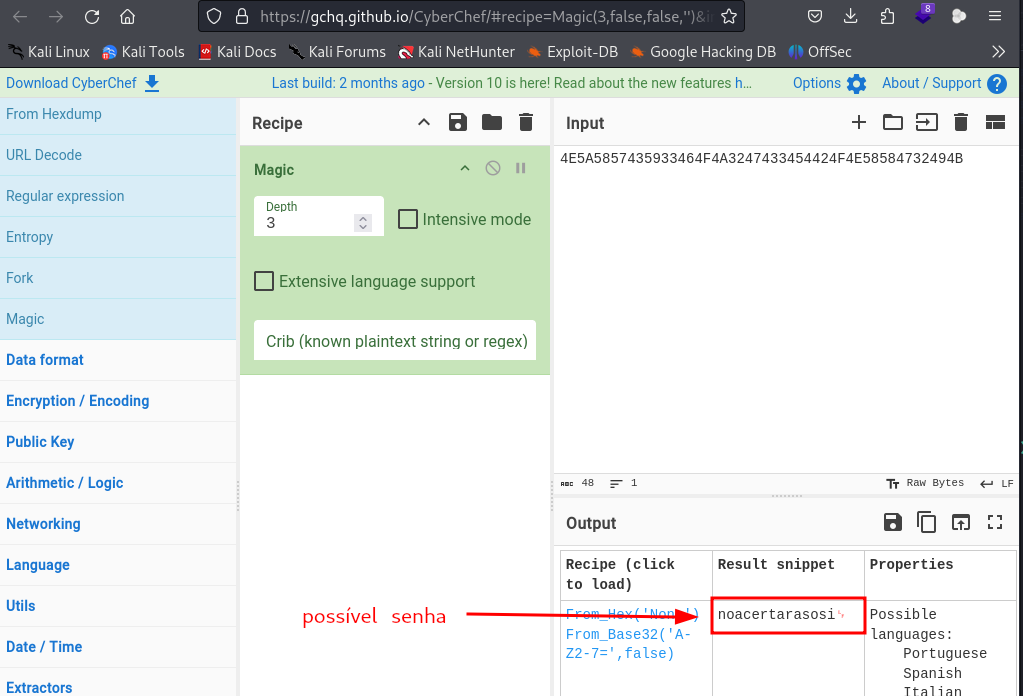 https://gchq.github.io/CyberChef/#recipe=Magic(3,false,false,'')&i
8
Kali Linux Kali Tools Kali Docs Kali Forums Kali NetHunter Exploit-DB Google Hacking DB OffSec
Download CyberChef Last build: 2 months ago - Version 10 is here! Read about the new features h... Options About / Support
From Hexdump
URL Decode
Regular expression
Entropy
Fork
Magic
Data format
Encryption / Encoding
Public Key
Arithmetic / Logic
Networking
Language
Utils
Date / Time
Extractors
Recipe
Magic
Depth
3
Intensive mode
Extensive language support
Crib (known plaintext string or regex)
Input
4E5A5857435933464F4A3247433454424F4E58584732494B
ABC 48 1 Raw Bytes LF
Output
Recipe (click to load) Result snippet Properties
From_Hex('None')
From_Base32('A-
Z2-7=',false)
noacertarasosi
Possible
languages:
Portuguese
Spanish
Italian
possível senha